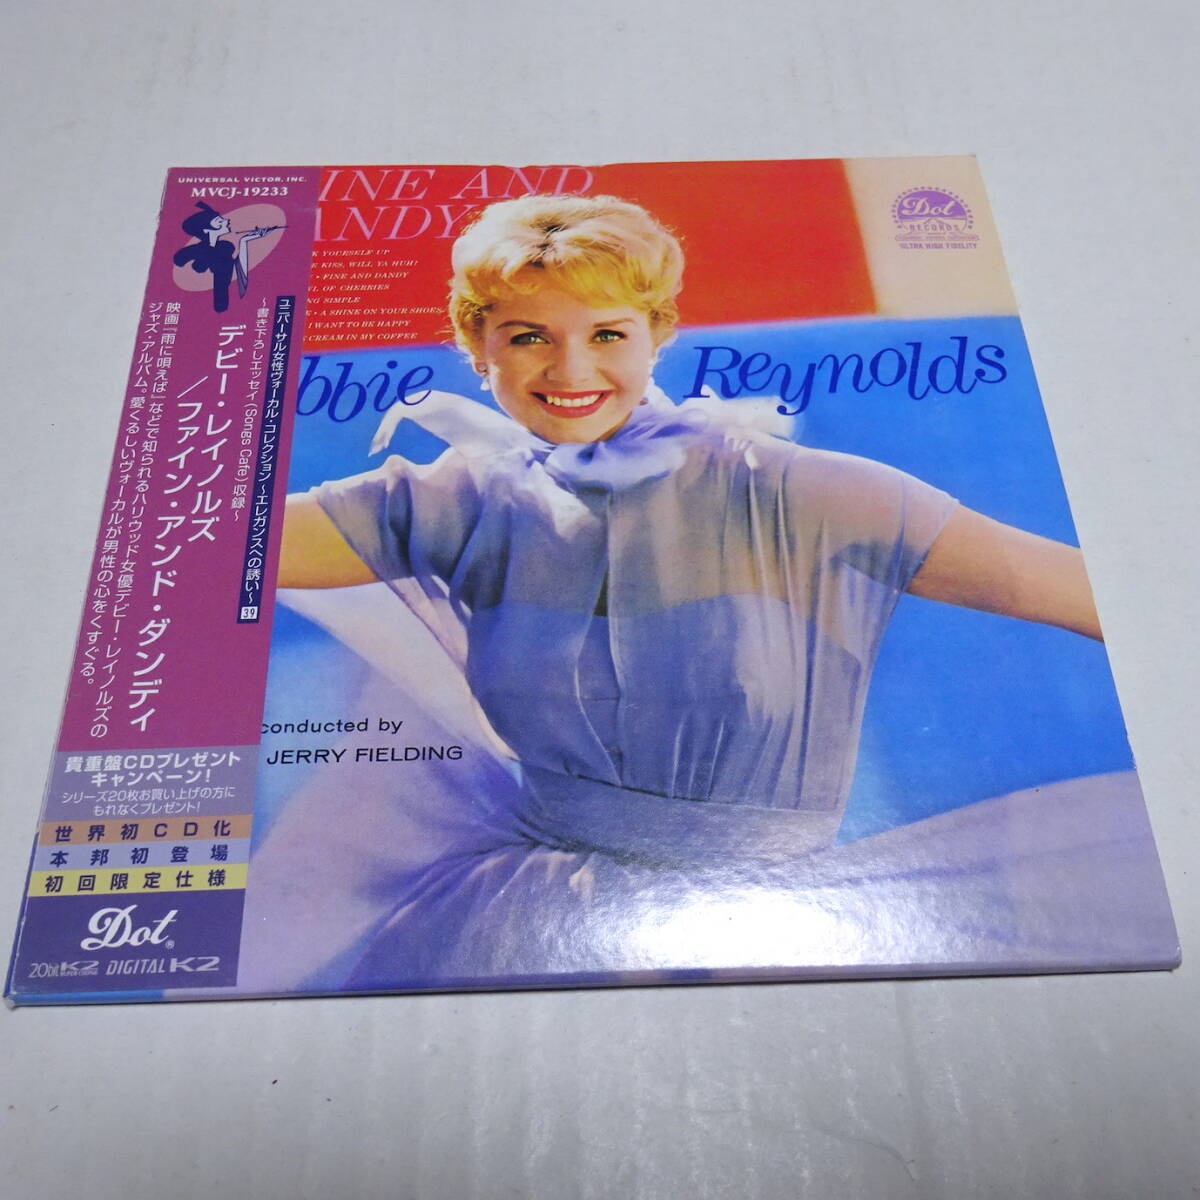 UNIVERSAL VICTOR, INC.
MVCJ-19233
ユニバーサル女性ヴォーカル・コレクション 〜エレガンスへの誘い〜 39
〜書き下ろしエッセイ(Songs Cafe)収録〜
デビー・レイノルズ
/ファイン・アンド・ダンディ
映画『雨に唄えば』などで知られるハリウッド女優デビー・レイノルズの
ジャズ・アルバム。愛くるしいヴォーカルが男性の心をくすぐる。
貴重盤CDプレゼント
キャンペーン!
シリーズ20枚お買い上げの方に
もれなくプレゼント!
世界初CD化
本邦初登場
初回限定仕様
Dot®
20bit K2 DIGITAL K2
INE AND
ANDY
K YOURSELF UP
E KISS, WILL YA HUH?
• FINE AND DANDY
L OF CHERRIES
NG SIMPLE
E • A SHINE ON YOUR SHOES
I WANT TO BE HAPPY
CREAM IN MY COFFEE
Dot
RECORDS
ULTRA HIGH FIDELITY
bbie Reynolds
conducted by
JERRY FIELDING